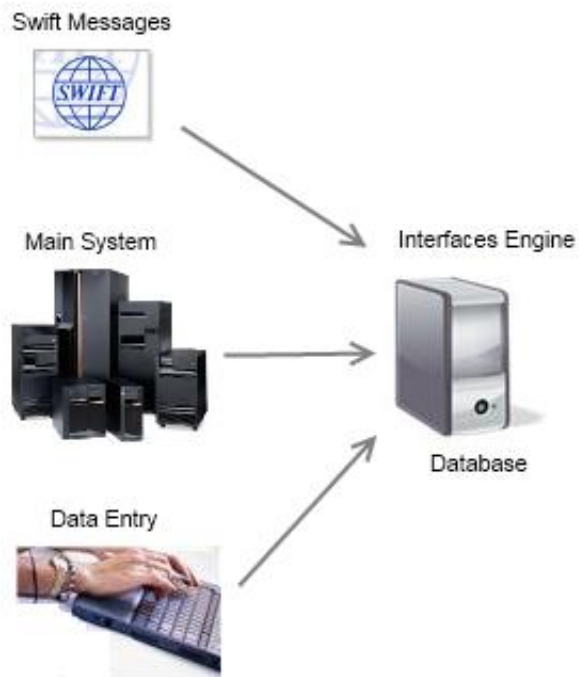 Swift Messages
SWIFT
Main System
Interfaces Engine
Database
Data Entry